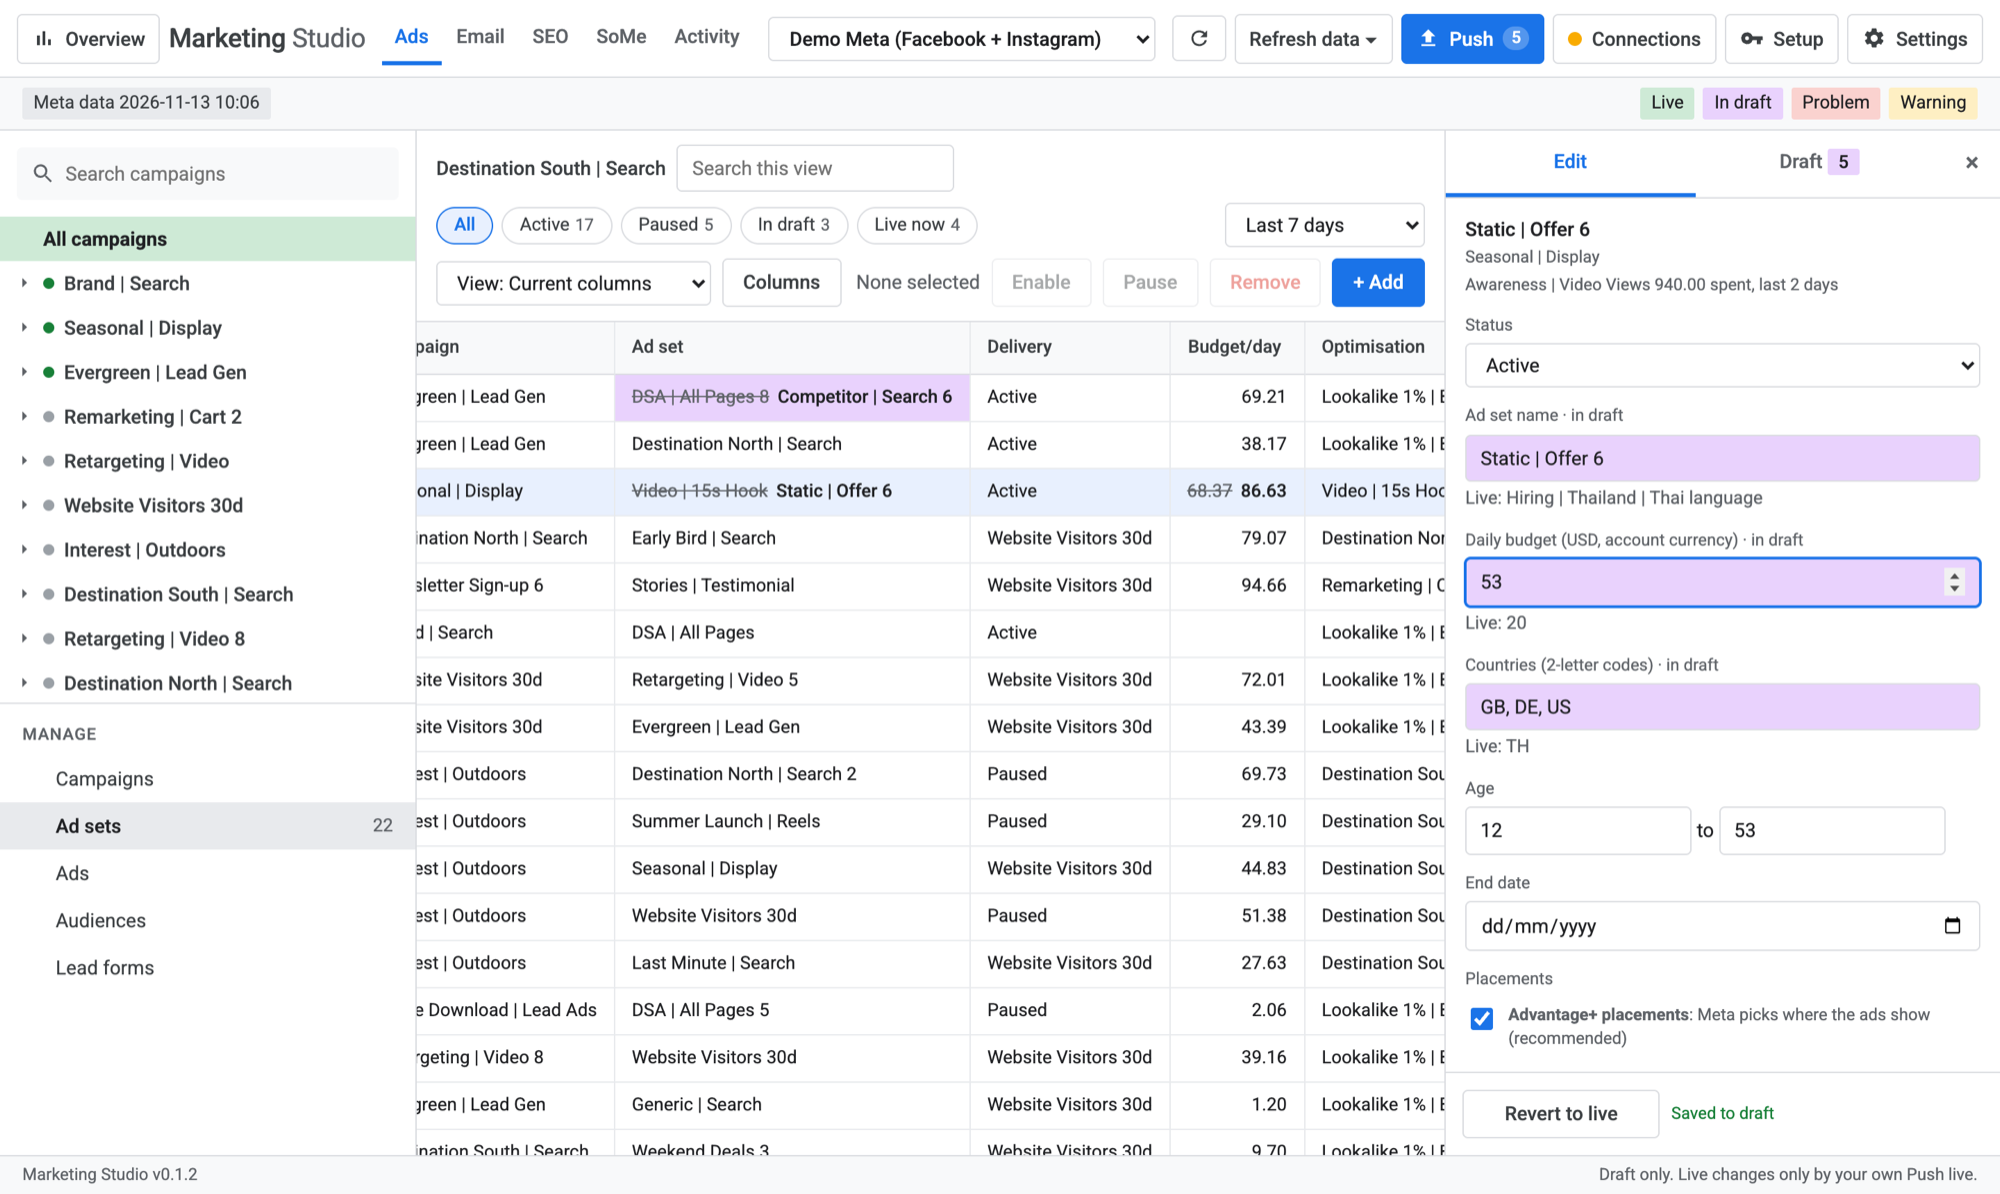 Overview
Marketing Studio
Ads
Email
SEO
SoMe
Activity
Demo Meta (Facebook + Instagram)
Refresh data
Push 5
Connections
Setup
Settings
Meta data 2026-11-13 10:06
Live
In draft
Problem
Warning
Search campaigns
All campaigns
Brand | Search
Seasonal | Display
Evergreen | Lead Gen
Remarketing | Cart 2
Retargeting | Video
Website Visitors 30d
Interest | Outdoors
Destination South | Search
Retargeting | Video 8
Destination North | Search
MANAGE
Campaigns
Ad sets 22
Ads
Audiences
Lead forms
Destination South | Search
Search this view
All
Active 17
Paused 5
In draft 3
Live now 4
Last 7 days
View: Current columns
Columns
None selected
Enable
Pause
Remove
+ Add
paign Ad set Delivery Budget/day Optimisation
green | Lead Gen DSA | All Pages 8 Competitor | Search 6 Active 69.21 Lookalike 1% | E
green | Lead Gen Destination North | Search Active 38.17 Lookalike 1% | E
onal | Display Video | 15s Hook Static | Offer 6 Active 68.37 86.63 Video | 15s Hoo
ination North | Search Early Bird | Search Website Visitors 30d 79.07 Destination Nor
sletter Sign-up 6 Stories | Testimonial Website Visitors 30d 94.66 Remarketing | C
d | Search DSA | All Pages Active Lookalike 1% | E
site Visitors 30d Retargeting | Video 5 Website Visitors 30d 72.01 Lookalike 1% | E
site Visitors 30d Evergreen | Lead Gen Website Visitors 30d 43.39 Lookalike 1% | E
est | Outdoors Destination North | Search 2 Paused 69.73 Destination Sou
est | Outdoors Summer Launch | Reels Paused 29.10 Destination Sou
est | Outdoors Seasonal | Display Website Visitors 30d 44.83 Destination Sou
est | Outdoors Website Visitors 30d Paused 51.38 Destination Sou
est | Outdoors Last Minute | Search Website Visitors 30d 27.63 Destination Sou
e Download | Lead Ads DSA | All Pages 5 Paused 2.06 Lookalike 1% | E
rgeting | Video 8 Website Visitors 30d Website Visitors 30d 39.16 Lookalike 1% | E
green | Lead Gen Generic | Search Website Visitors 30d 1.20 Lookalike 1% | E
ination South | Search Weekend Deals 3 Website Visitors 30d 9.70 Lookalike 1% | E
Edit
Draft 5
Static | Offer 6
Seasonal | Display
Awareness | Video Views 940.00 spent, last 2 days
Status
Active
Ad set name · in draft
Static | Offer 6
Live: Hiring | Thailand | Thai language
Daily budget (USD, account currency) · in draft
53
Live: 20
Countries (2-letter codes) · in draft
GB, DE, US
Live: TH
Age
12 to 53
End date
dd/mm/yyyy
Placements
Advantage+ placements: Meta picks where the ads show
(recommended)
Revert to live
Saved to draft
Marketing Studio v0.1.2
Draft only. Live changes only by your own Push live.